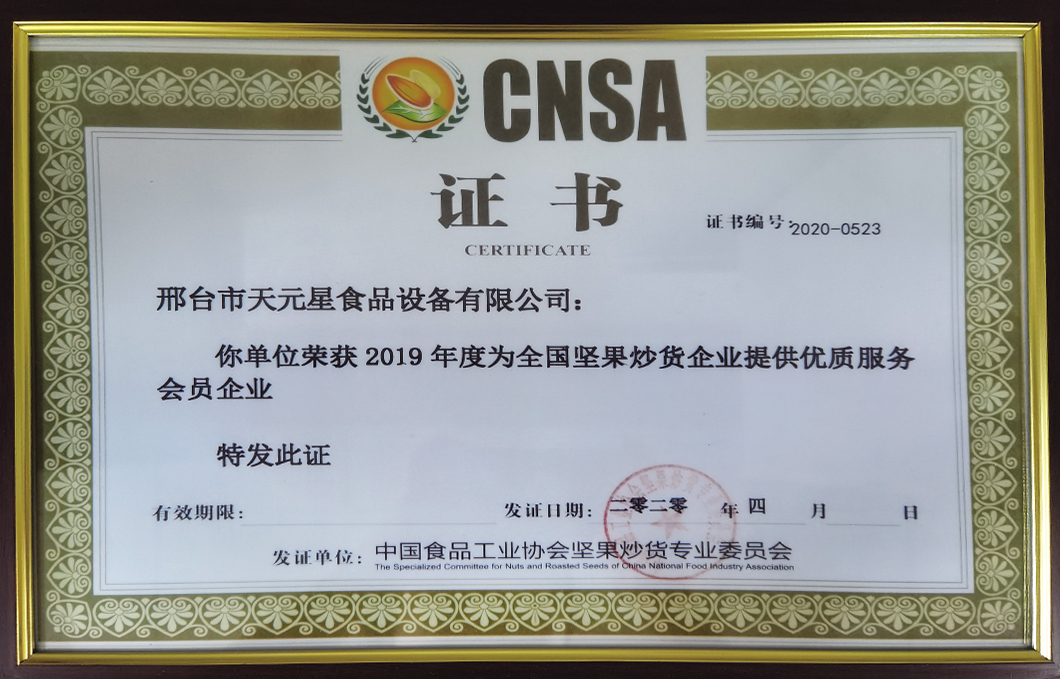 CNSA
证书
CERTIFICATE
证书编号:2020-0523
邢台市天元星食品设备有限公司：
你单位荣获 2019 年度为全国坚果炒货企业提供优质服务
会员企业
特发此证
有效期限： 发证日期： 二零二零 年 四 月 日
发证单位： 中国食品工业协会坚果炒货专业委员会
The Specialized Committee for Nuts and Roasted Seeds of China National Food Industry Association